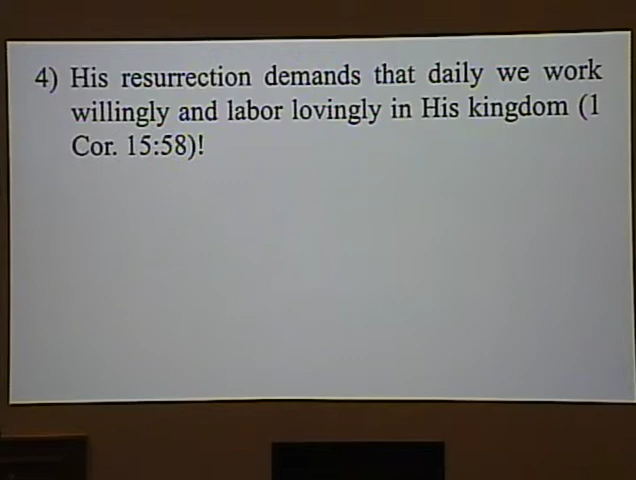 4) His resurrection demands that daily we work
willingly and labor lovingly in His kingdom (1
Cor. 15:58)!